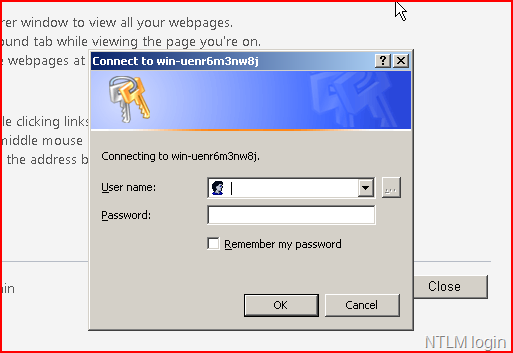 rer window to view all your webpages.
ound tab while viewing the page you're on.
e webpages at
Connect to win-uenr6m3nw8j
le clicking links
middle mouse
the address b
Connecting to win-uenr6m3nw8j.
User name:
...
Password:
Remember my password
ain
Close
OK
Cancel
NTLM login